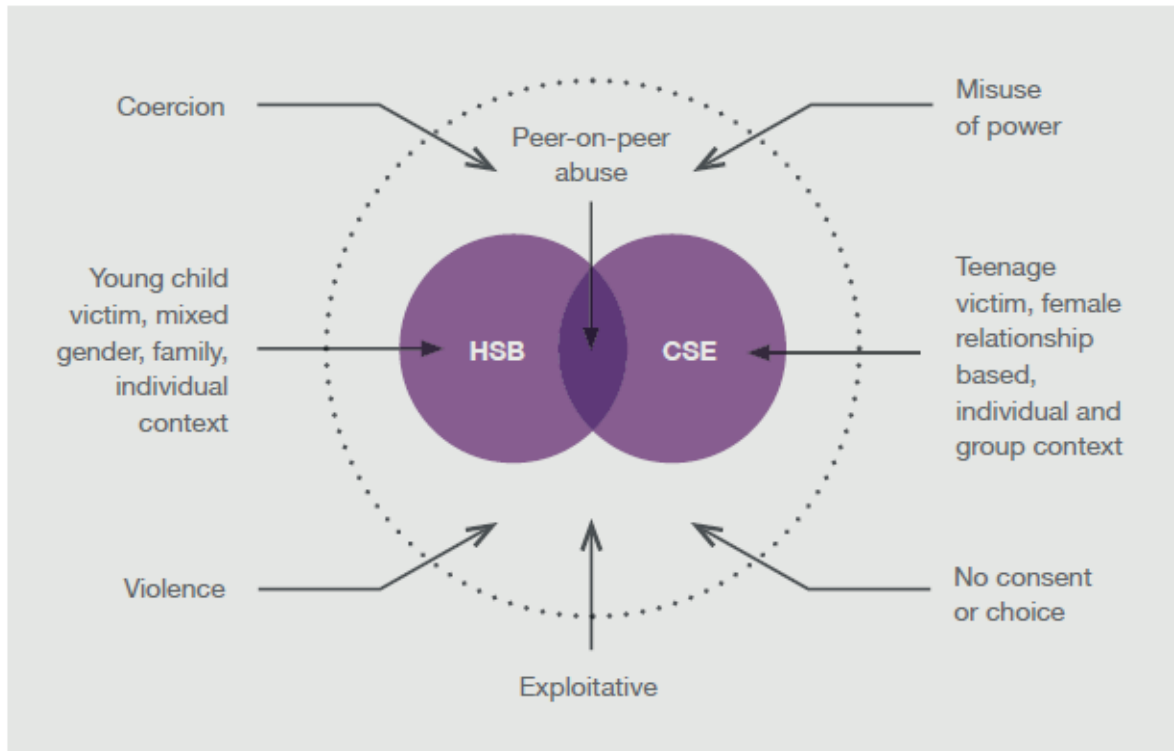 Coercion
Misuse
of power
Peer-on-peer
abuse
Young child
victim, mixed
gender, family,
individual
context
HSB
CSE
Teenage
victim, female
relationship
based,
individual and
group context
Violence
No consent
or choice
Exploitative